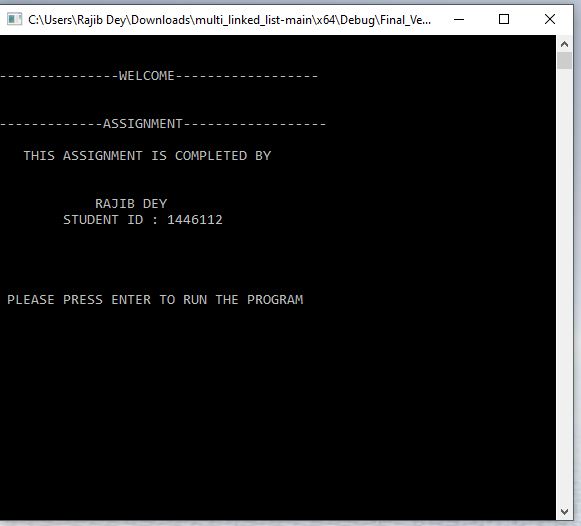 C:\Users\Rajib Dey\Downloads\multi_linked_list-main\x64\Debug\Final_Ve...
---------------WELCOME------------------
-------------ASSIGNMENT------------------
THIS ASSIGNMENT IS COMPLETED BY
RAJIB DEY
STUDENT ID : 1446112
PLEASE PRESS ENTER TO RUN THE PROGRAM